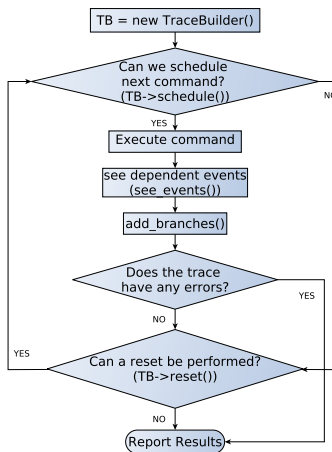 TB = new TraceBuilder()
Can we schedule
next command?
(TB->schedule())
NO
YES
Execute command
see dependent events
(see_events())
add_branches()
Does the trace
have any errors?
YES
NO
Can a reset be performed?
(TB->reset())
YES
NO
Report Results